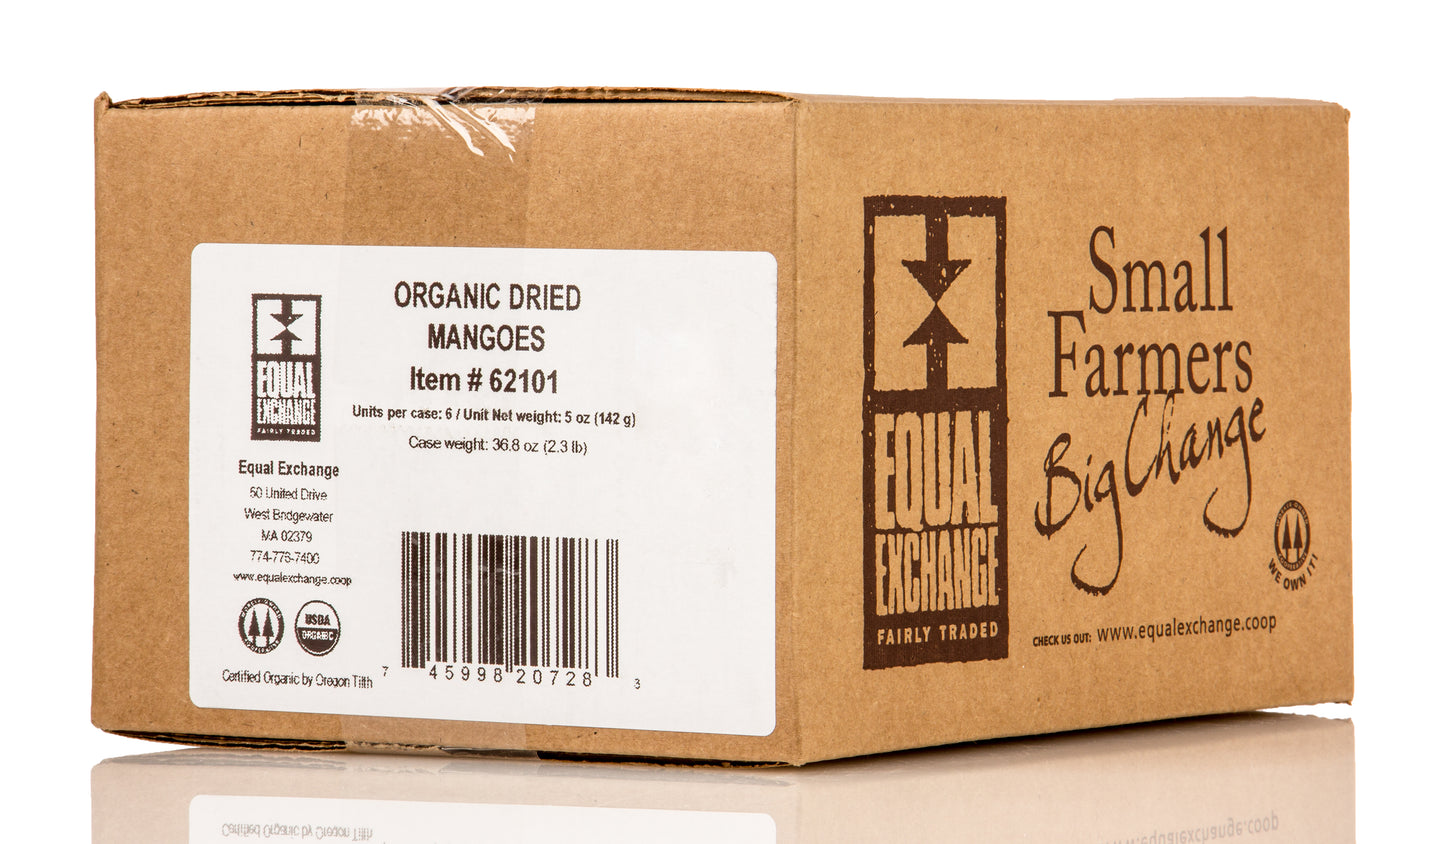 ORGANIC DRIED
MANGOES
Item # 62101
Units per case: 6 / Unit Net weight: 5 oz (142 g)
Case weight: 36.8 oz (2.3 lb)
EQUAL
EXCHANGE
FAIRLY TRADED
Equal Exchange
50 United Drive
West Bridgewater
MA 02379
774-776-7400
www.equalexchange.coop
USDA
ORGANIC
Certified Organic by Oregon Tilth
7 45998 20728 3
EQUAL
EXCHANGE
FAIRLY TRADED
Small
Farmers
Big Change
WE OWN IT!
CHECK US OUT: www.equalexchange.coop